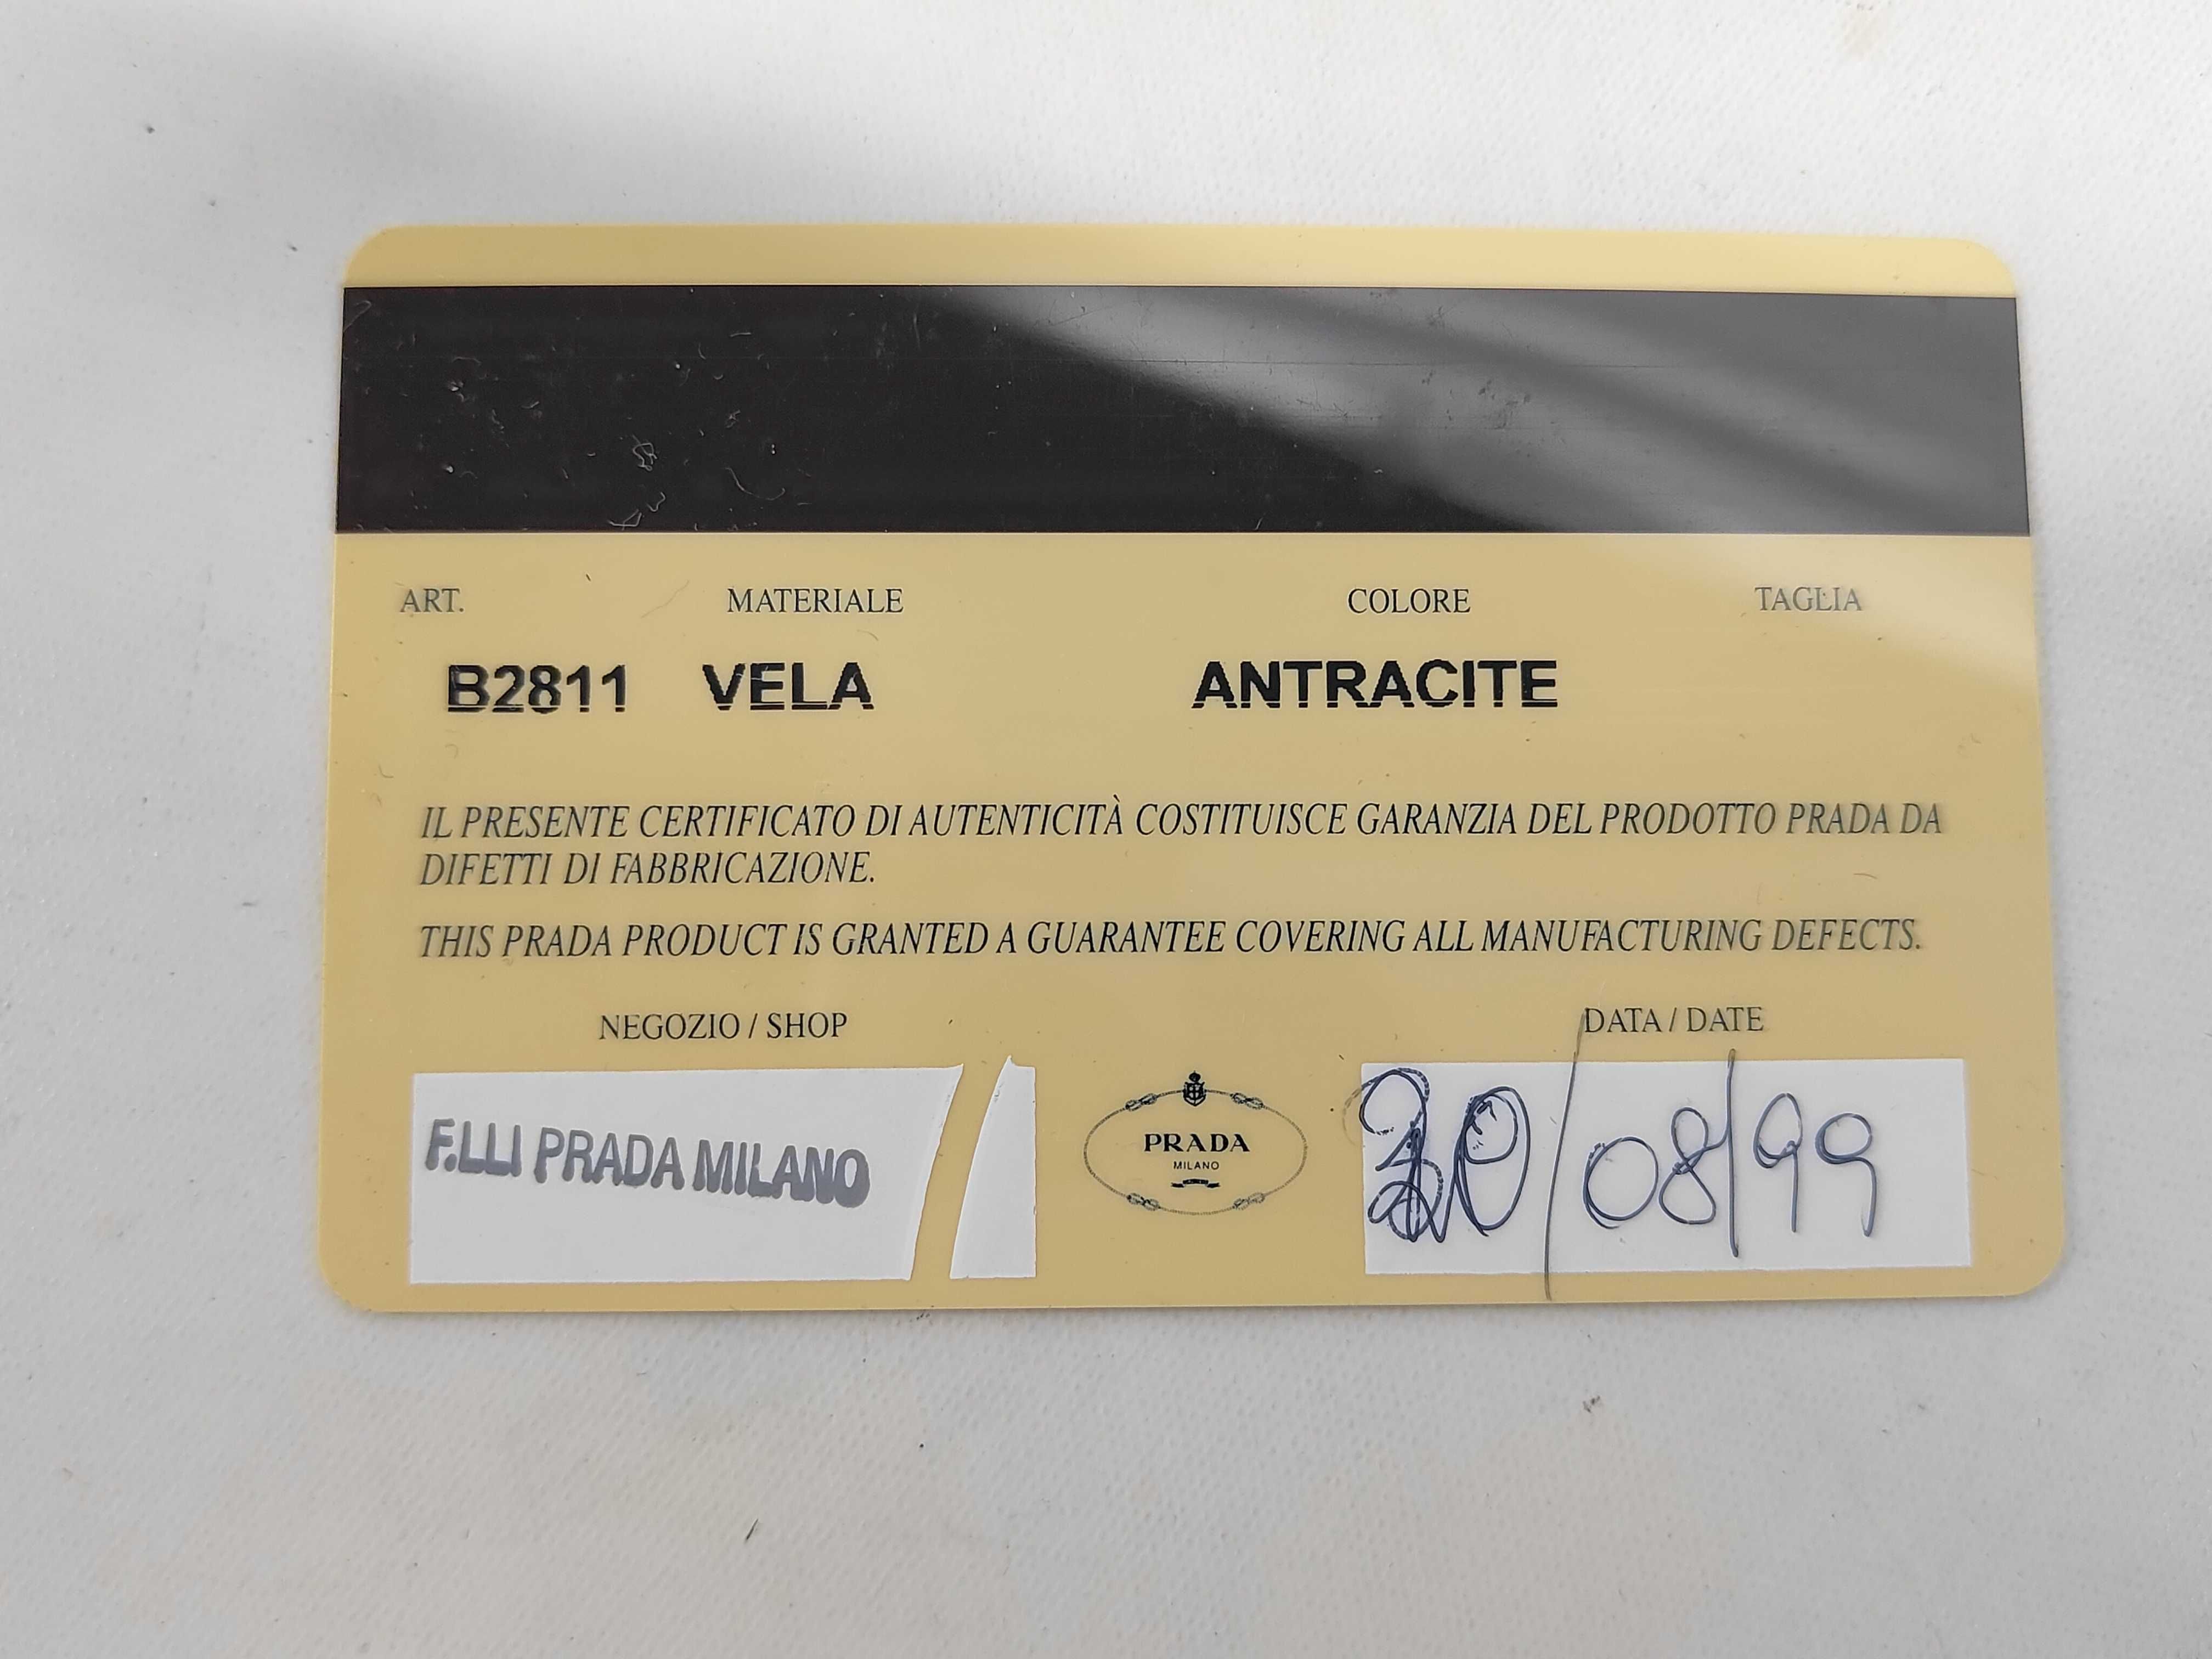 ART. MATERIALE COLORE TAGLIA
B2811 VELA ANTRACITE
IL PRESENTE CERTIFICATO DI AUTENTICITÀ COSTITUISCE GARANZIA DEL PRODOTTO PRADA DA
DIFETTI DI FABBRICAZIONE.
THIS PRADA PRODUCT IS GRANTED A GUARANTEE COVERING ALL MANUFACTURING DEFECTS.
NEGOZIO / SHOP DATA / DATE
F.LLI PRADA MILANO
PRADA
MILANO
/08/99